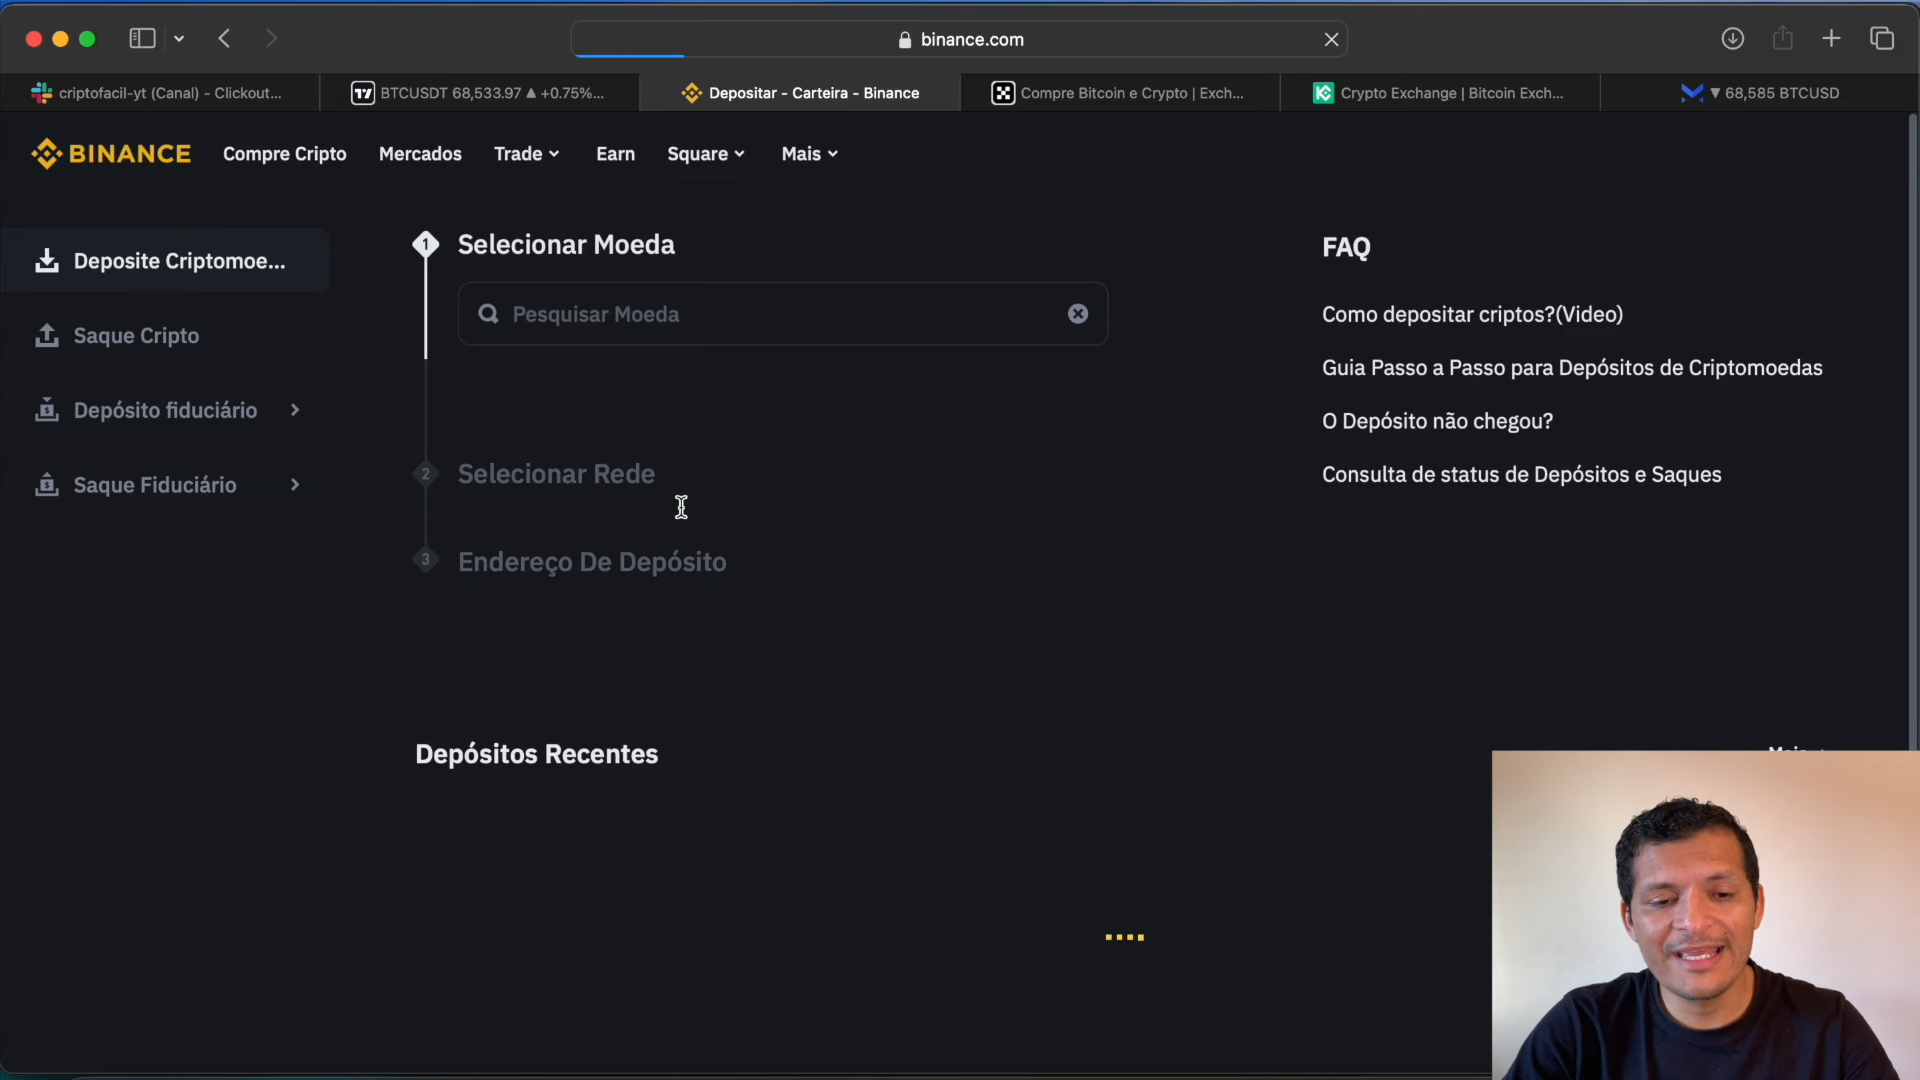 binance.com
criptofacil-yt (Canal) - Clickout...
BTCUSDT 68,533.97 ▲ +0.75%...
Depositar - Carteira - Binance
Compre Bitcoin e Crypto | Exch...
Crypto Exchange | Bitcoin Exch...
▼ 68,585 BTCUSD
BINANCE
Compre Cripto
Mercados
Trade
Earn
Square
Mais
Deposite Criptomoe...
Saque Cripto
Depósito fiduciário
Saque Fiduciário
1
Selecionar Moeda
Pesquisar Moeda
2
Selecionar Rede
3
Endereço De Depósito
FAQ
Como depositar criptos?(Video)
Guia Passo a Passo para Depósitos de Criptomoedas
O Depósito não chegou?
Consulta de status de Depósitos e Saques
Depósitos Recentes